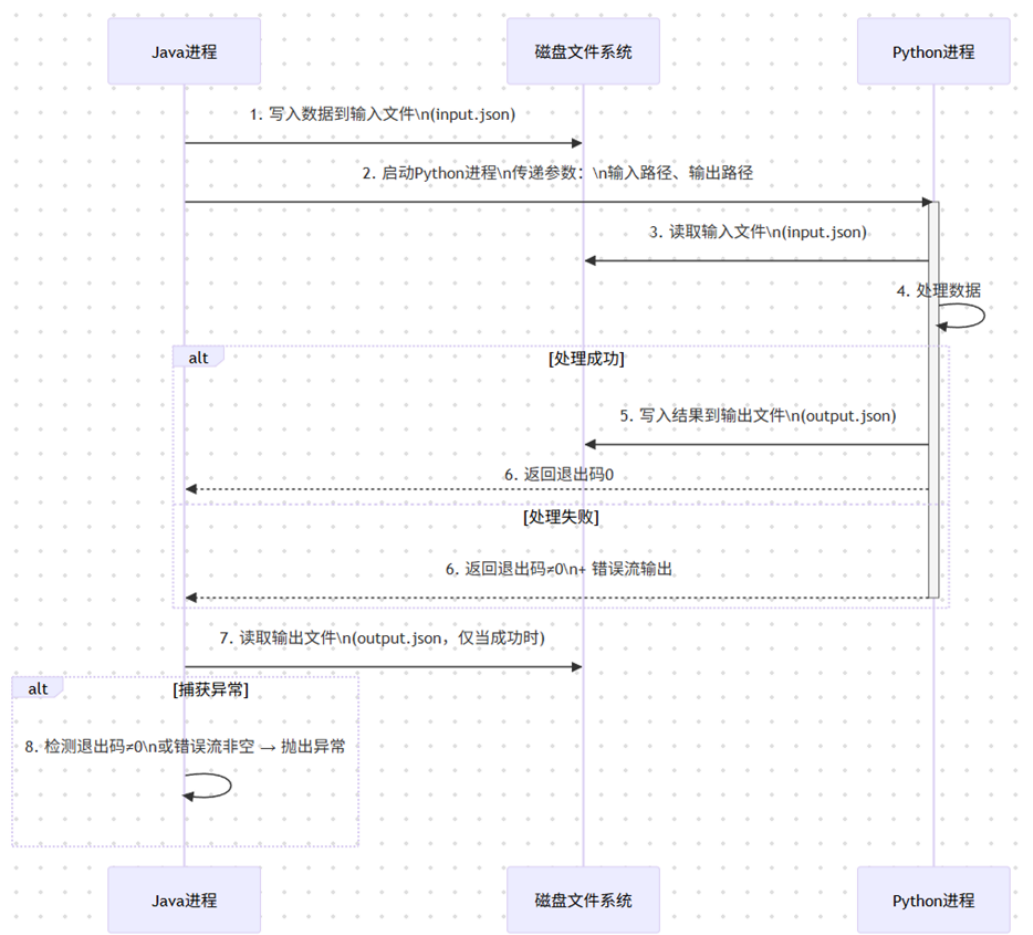 Java进程
磁盘文件系统
Python进程
1. 写入数据到输入文件\n(input.json)
2. 启动Python进程\n传递参数：\n输入路径、输出路径
3. 读取输入文件\n(input.json)
4. 处理数据
alt
[处理成功]
5. 写入结果到输出文件\n(output.json)
6. 返回退出码0
[处理失败]
6. 返回退出码≠0\n+ 错误流输出
7. 读取输出文件\n(output.json，仅当成功时)
alt
[捕获异常]
8. 检测退出码≠0\n或错误流非空 → 抛出异常
Java进程
磁盘文件系统
Python进程